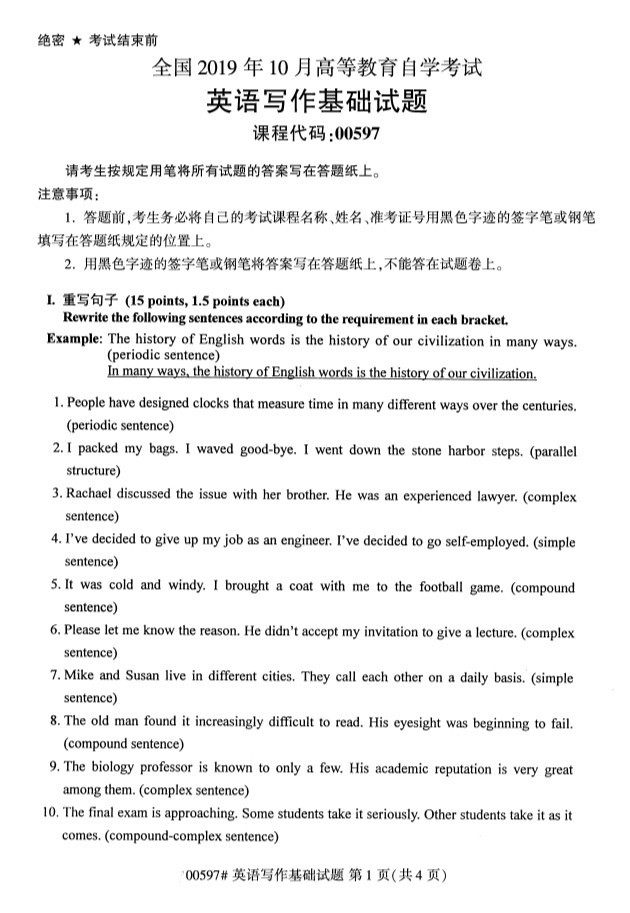 绝密 ★ 考试结束前
全国 2019 年 10 月高等教育自学考试
英语写作基础试题
课程代码:00597
请考生按规定用笔将所有试题的答案写在答题纸上。
注意事项:
1. 答题前,考生务必将自己的考试课程名称、姓名、准考证号用黑色字迹的签字笔或钢笔
填写在答题纸规定的位置上。
2. 用黑色字迹的签字笔或钢笔将答案写在答题纸上,不能答在试题卷上。
I. 重写句子 (15 points, 1.5 points each)
Rewrite the following sentences according to the requirement in each bracket.
Example: The history of English words is the history of our civilization in many ways.
(periodic sentence)
In many ways, the history of English words is the history of our civilization.
1. People have designed clocks that measure time in many different ways over the centuries.
(periodic sentence)
2. I packed my bags. I waved good-bye. I went down the stone harbor steps. (parallel
structure)
3. Rachael discussed the issue with her brother. He was an experienced lawyer. (complex
sentence)
4. I've decided to give up my job as an engineer. I've decided to go self-employed. (simple
sentence)
5. It was cold and windy. I brought a coat with me to the football game. (compound
sentence)
6. Please let me know the reason. He didn't accept my invitation to give a lecture. (complex
sentence)
7. Mike and Susan live in different cities. They call each other on a daily basis. (simple
sentence)
8. The old man found it increasingly difficult to read. His eyesight was beginning to fail.
(compound sentence)
9. The biology professor is known to only a few. His academic reputation is very great
among them. (complex sentence)
10. The final exam is approaching. Some students take it seriously. Other students take it as it
comes. (compound-complex sentence)
00597# 英语写作基础试题 第 1 页(共 4 页)